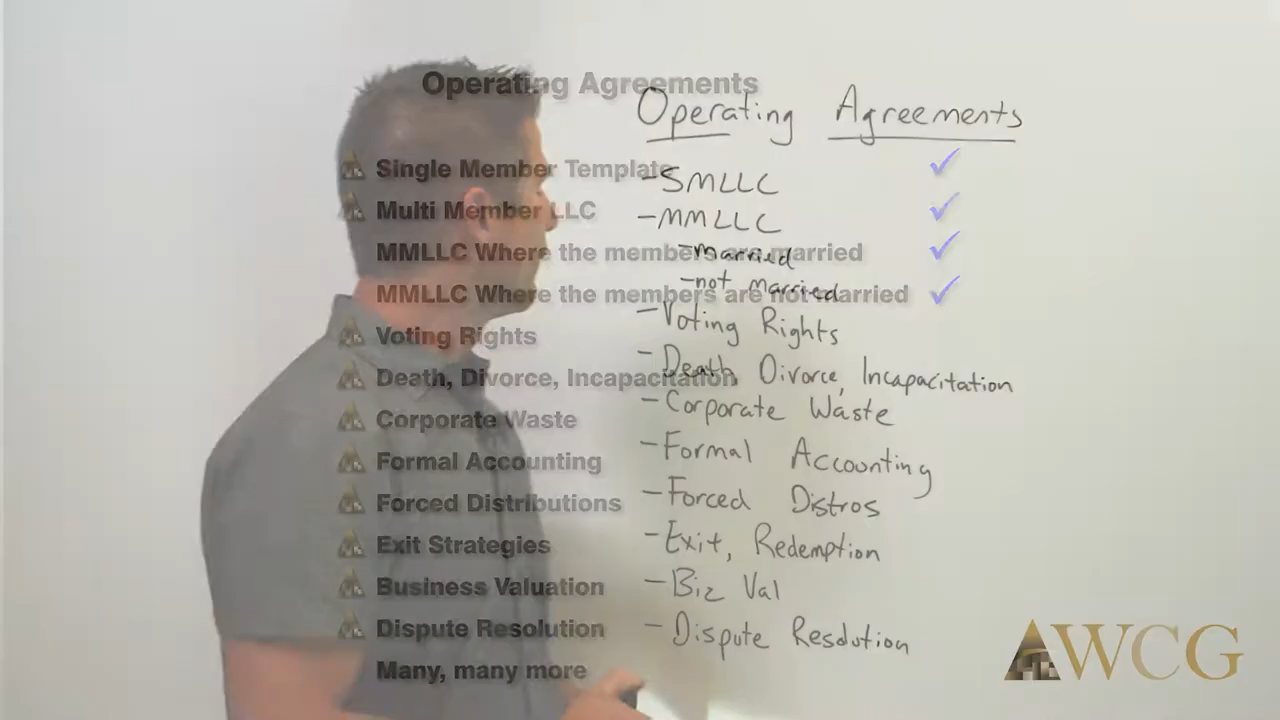 Operating Agreements
Single Member Template
Multi Member LLC
MMLLC Where the members are married
MMLLC Where the members are not married
Voting Rights
Death, Divorce, Incapacitation
Corporate Waste
Formal Accounting
Forced Distributions
Exit Strategies
Business Valuation
Dispute Resolution
Many, many more
Operating Agreements
-SMLLC ✓
-MMLLC ✓
-married ✓
-not married ✓
-Voting Rights
-Death, Divorce, Incapacitation
-Corporate Waste
-Formal Accounting
-Forced Distros
-Exit, Redemption
-Biz Val
-Dispute Resolution
WCG